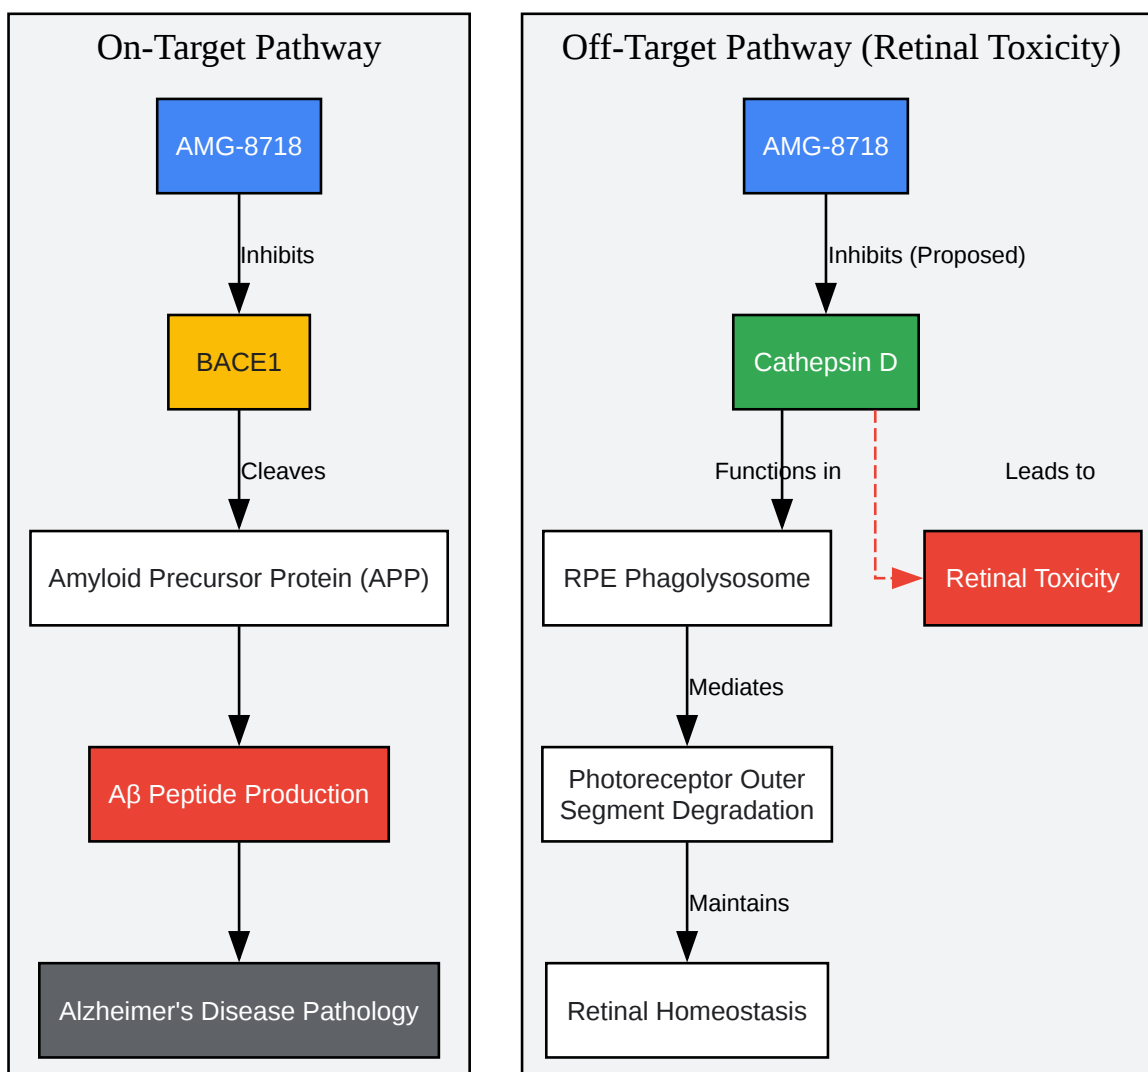 On-Target Pathway
AMG-8718
Inhibits
BACE1
Cleaves
Amyloid Precursor Protein (APP)
Aβ Peptide Production
Alzheimer's Disease Pathology
Off-Target Pathway (Retinal Toxicity)
AMG-8718
Inhibits (Proposed)
Cathepsin D
Functions in
Leads to
RPE Phagolysosome
Retinal Toxicity
Mediates
Photoreceptor Outer
Segment Degradation
Maintains
Retinal Homeostasis